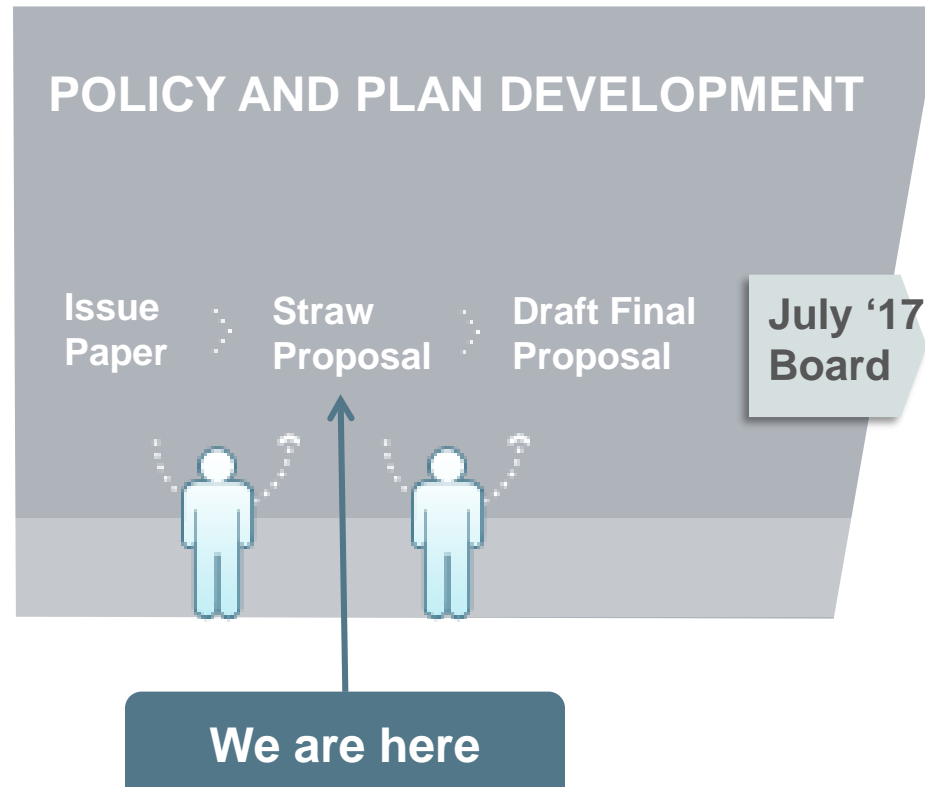 POLICY AND PLAN DEVELOPMENT
Issue
Paper
Straw
Proposal
Draft Final
Proposal
July ‘17
Board
We are here